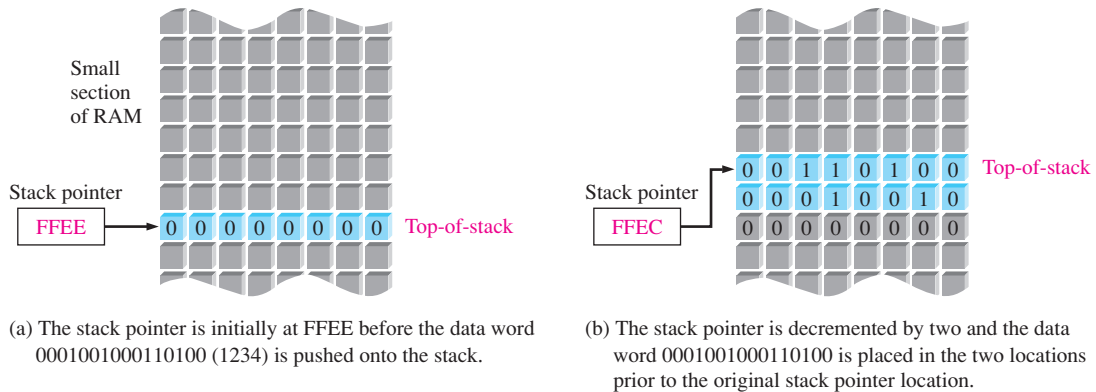 Small
section
of RAM
Stack pointer
FFEE
0 0 0 0 0 0 0 0
Top-of-stack
(a) The stack pointer is initially at FFEE before the data word
0001001000110100 (1234) is pushed onto the stack.
0 0 1 1 0 1 0 0
Top-of-stack
Stack pointer
0 0 0 1 0 0 1 0
FFEC
0 0 0 0 0 0 0 0
(b) The stack pointer is decremented by two and the data
word 0001001000110100 is placed in the two locations
prior to the original stack pointer location.